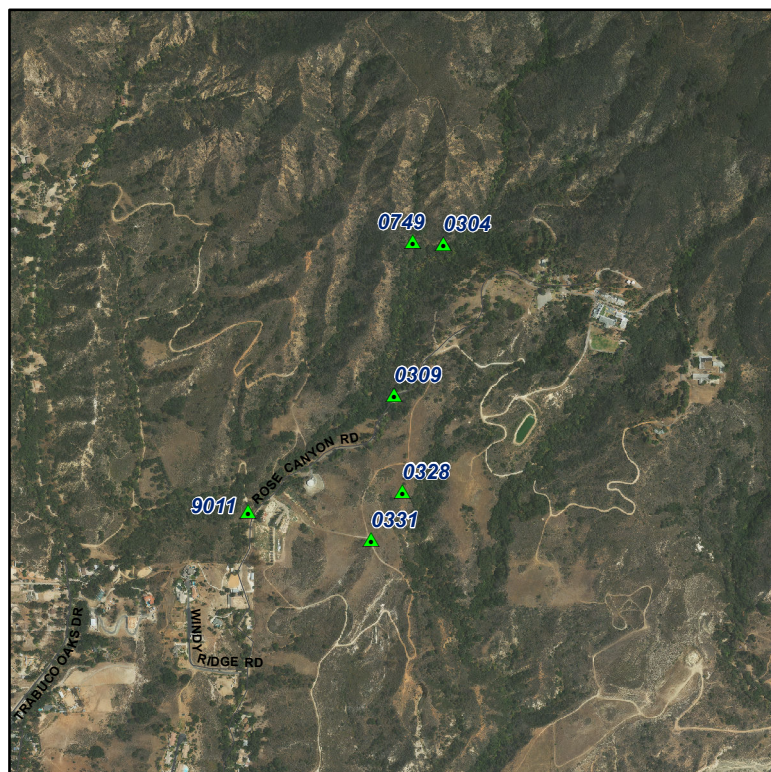 0749
0304
0309
ROSE CANYON RD
0328
9011
0331
WINDY
RIDGE RD
TRABUCO OAKS DR